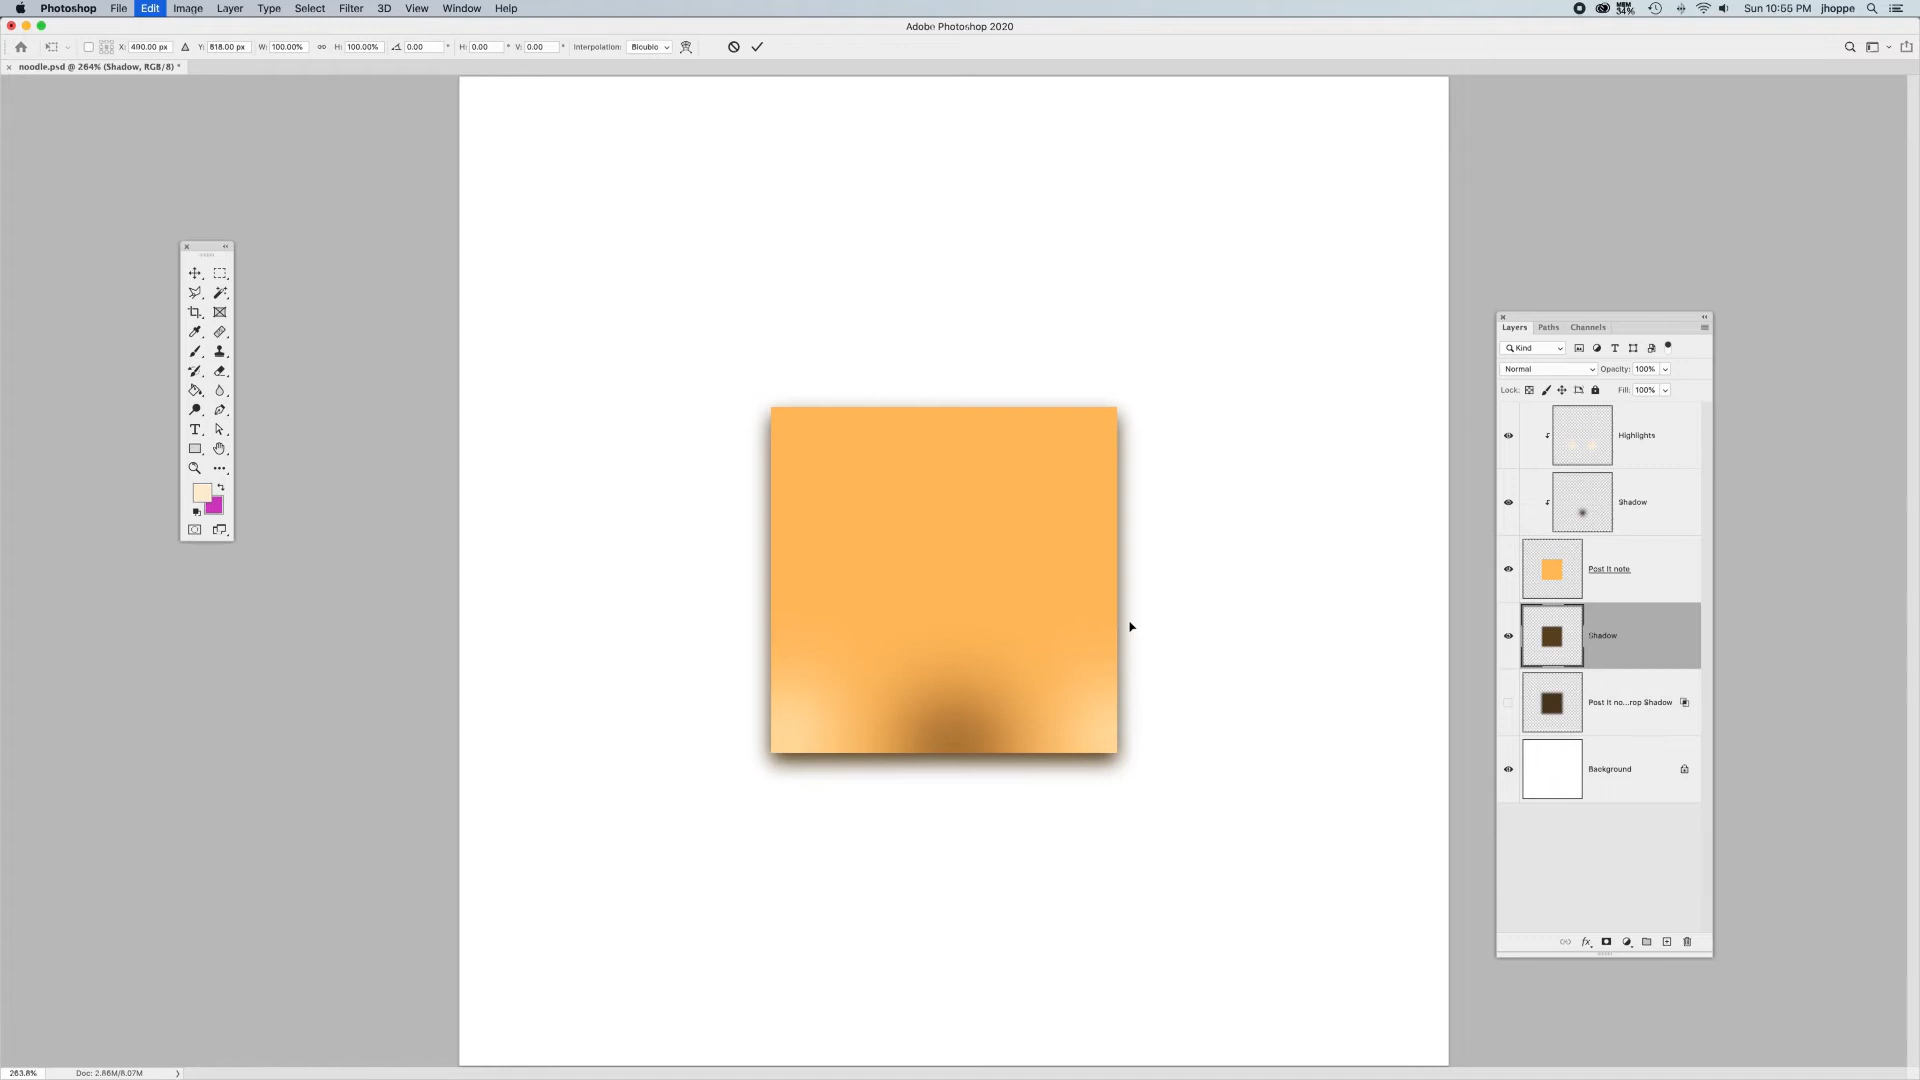 Photoshop File Edit Image Layer Type Select Filter 3D View Window Help MEM 34% Sun 10:55 PM jhoppe
Adobe Photoshop 2020
X: 400.00 px Y: 818.00 px W: 100.00% H: 100.00% 0.00 ° H: 0.00 ° V: 0.00 ° Interpolation: Bicubic
× noodle.psd @ 264% (Shadow, RGB/8) *
Layers Paths Channels
Kind
Normal Opacity: 100%
Lock: Fill: 100%
Highlights
Shadow
Post It note
Shadow
Post It no...rop Shadow
Background
fx
263.8% Doc: 2.86M/8.07M